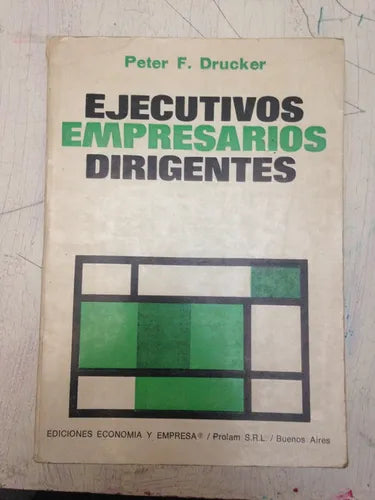 Peter F. Drucker
EJECUTIVOS
EMPRESARIOS
DIRIGENTES
EDICIONES ECONOMIA Y EMPRESA® / Prolam S.R.L. / Buenos Aires